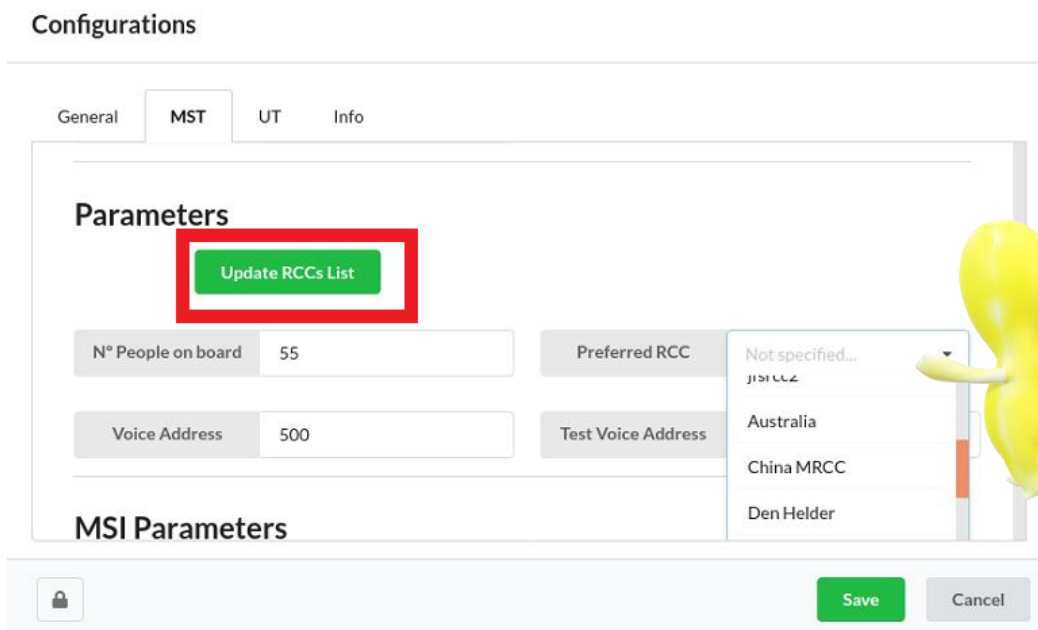 Configurations
General MST UT Info
Parameters
Update RCCs List
N° People on board 55 Preferred RCC Not specified...
Voice Address 500 Test Voice Address
Australia
China MRCC
Den Helder
MSI Parameters
Save Cancel